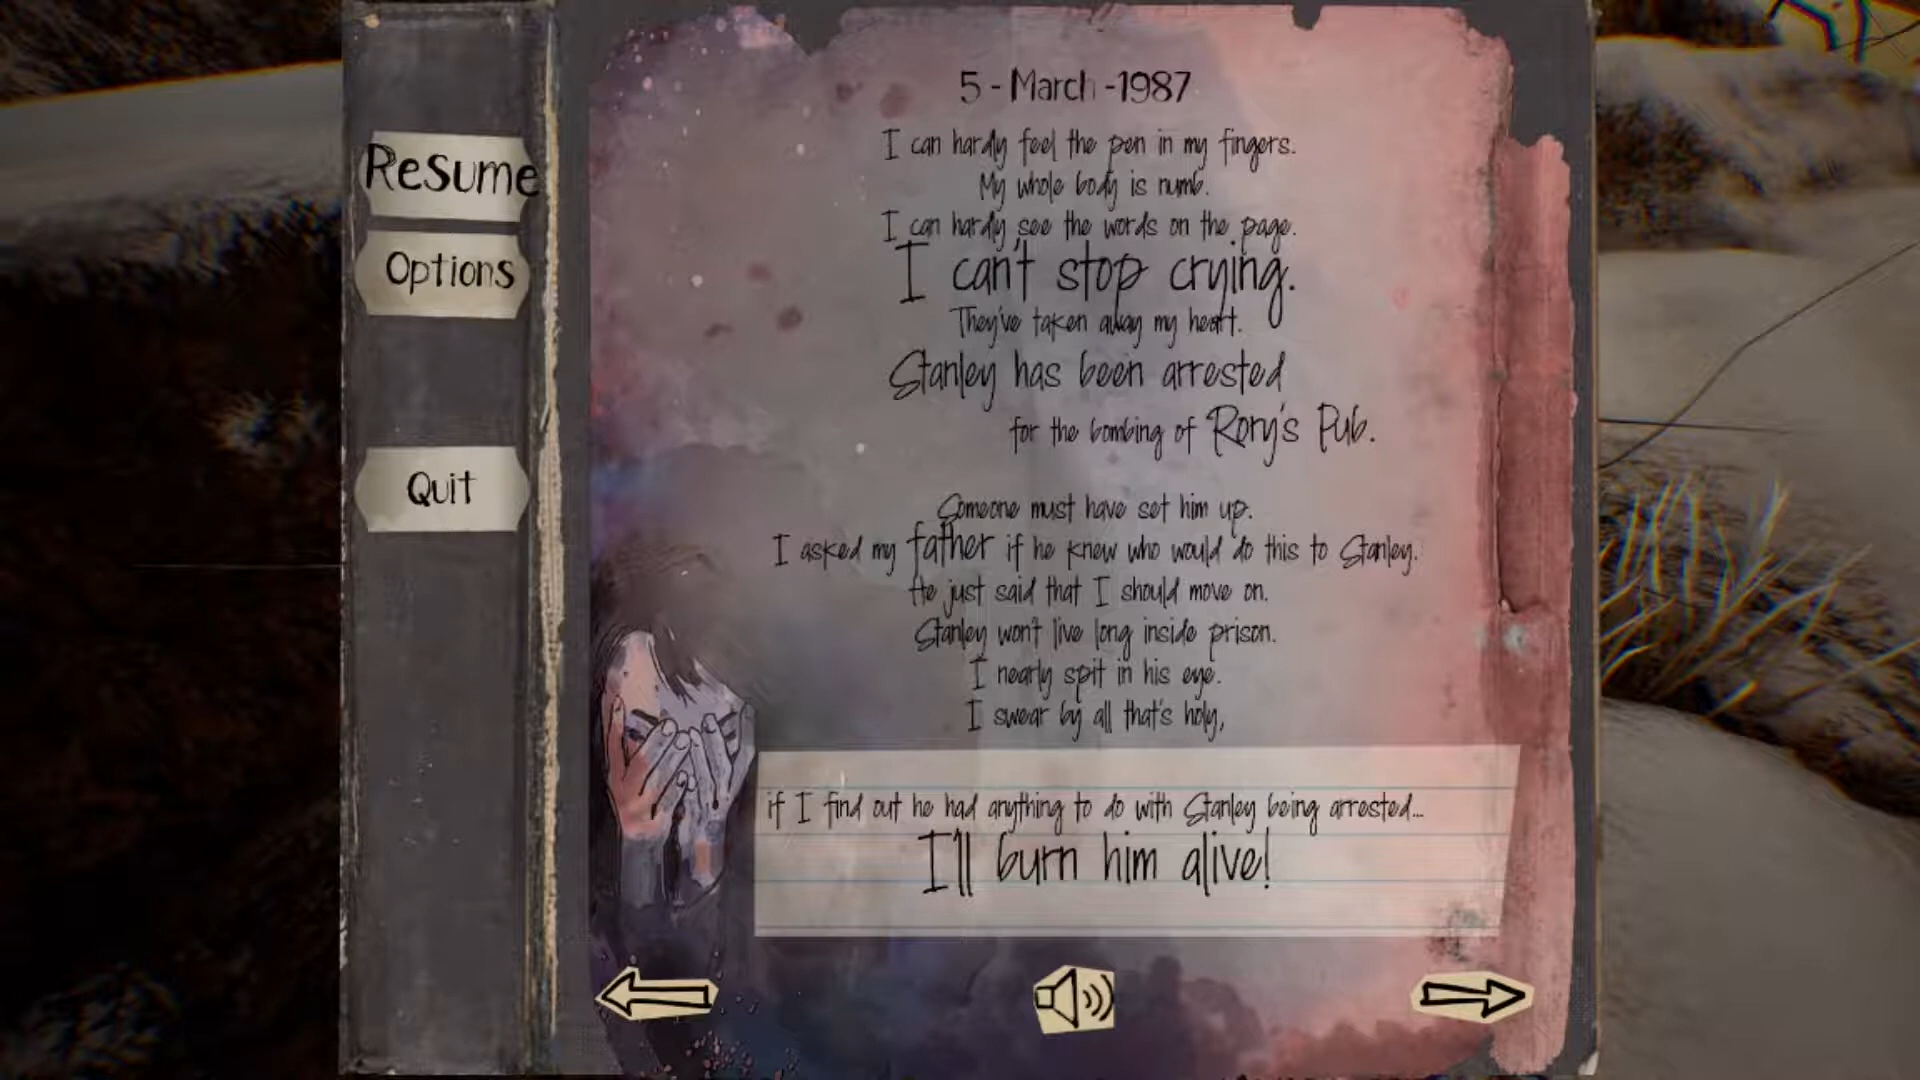 Resume
Options
Quit
5 - March -1987
I can hardly feel the pen in my fingers.
My whole body is numb.
I can hardly see the words on the page.
I can't stop crying.
They've taken away my heart.
Stanley has been arrested
for the bombing of Rory's Pub.
Someone must have set him up.
I asked my father if he knew who would do this to Stanley.
He just said that I should move on.
Stanley won't live long inside prison.
I nearly spit in his eye.
I swear by all that's holy,
if I find out he had anything to do with Stanley being arrested...
I'll burn him alive!